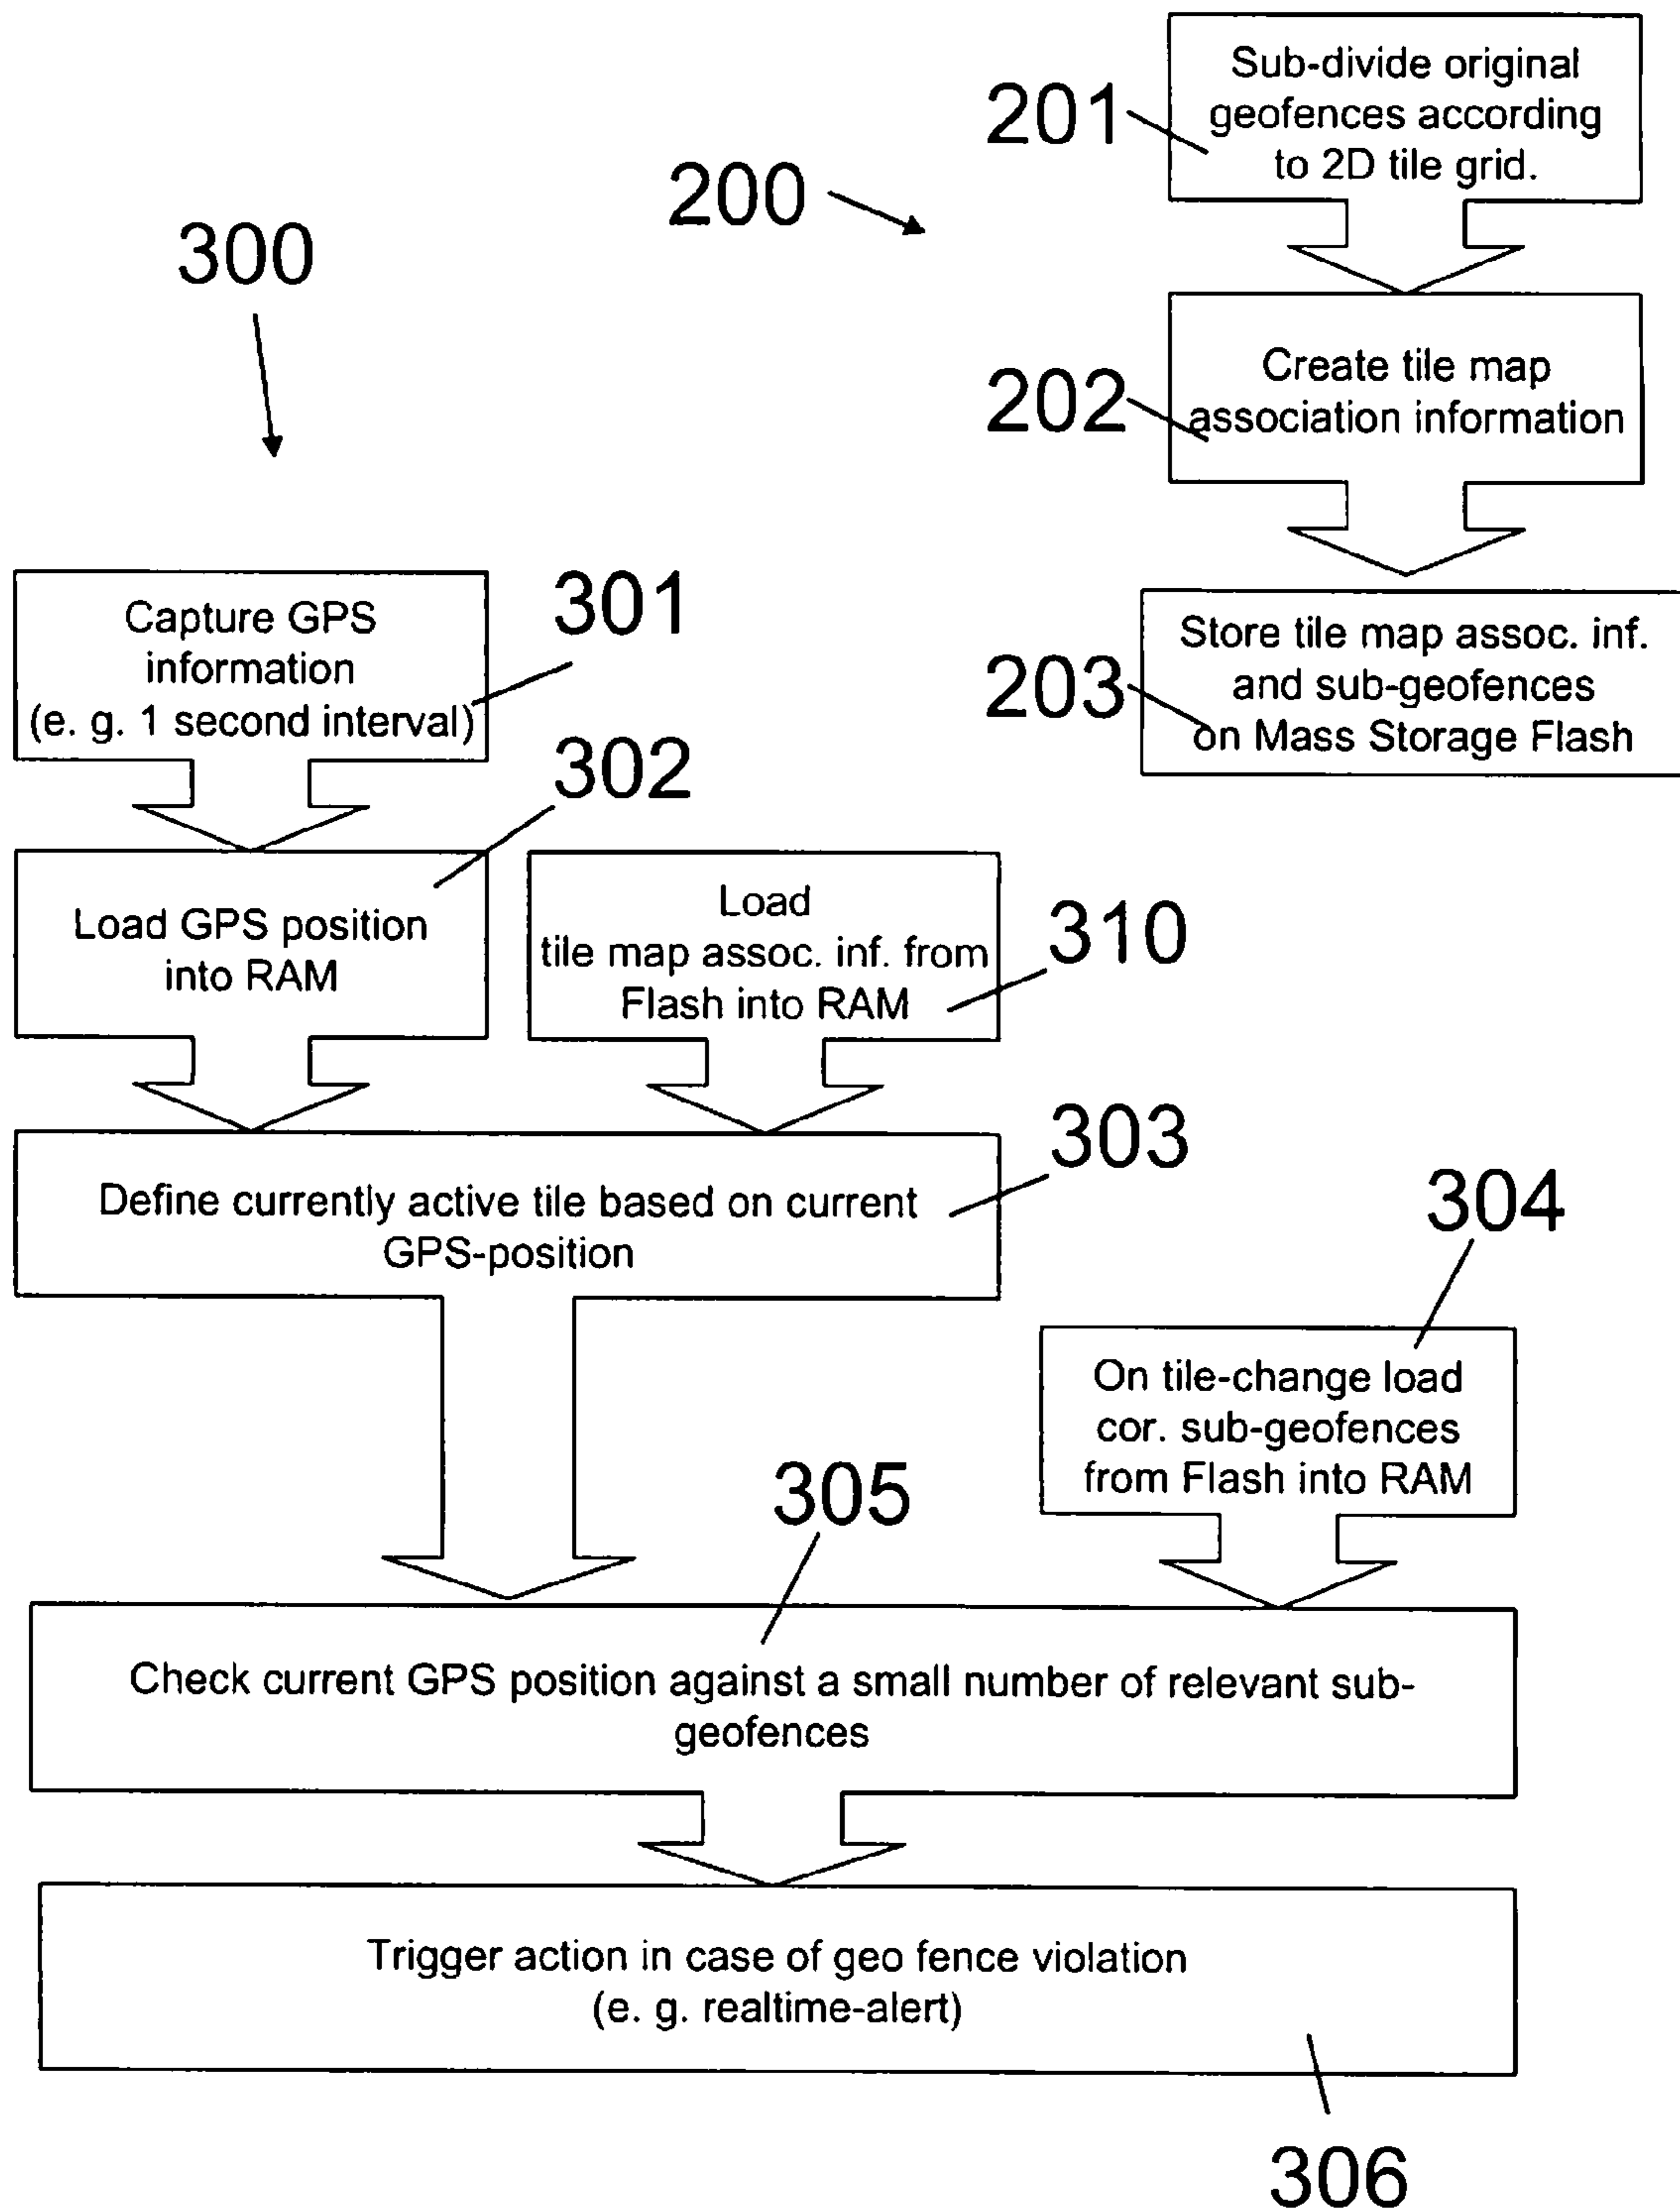 Sub-divide original
geofences according
to 2D tile grid.
201
200
300
Create tile map
association information
202
Capture GPS
information
(e. g. 1 second interval)
301
Store tile map assoc. inf.
and sub-geofences
on Mass Storage Flash
203
302
Load GPS position
into RAM
Load
tile map assoc. inf. from
Flash into RAM
310
303
Define currently active tile based on current
GPS-position
304
On tile-change load
cor. sub-geofences
from Flash into RAM
305
Check current GPS position against a small number of relevant sub-
geofences
Trigger action in case of geo fence violation
(e. g. realtime-alert)
306